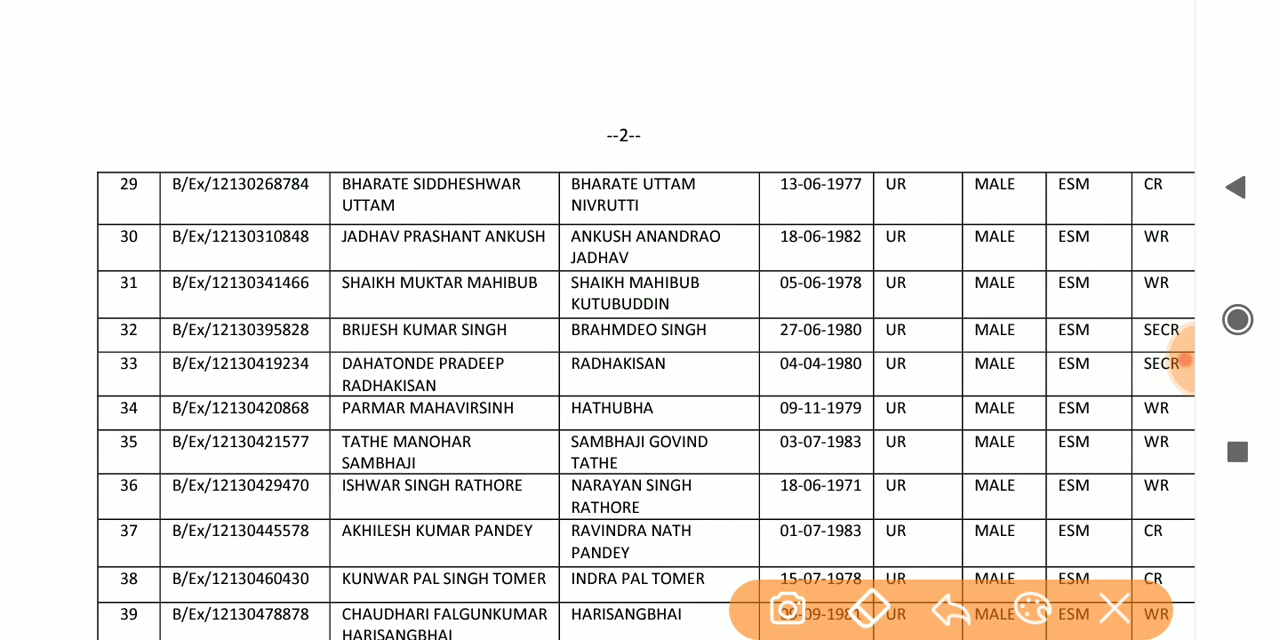 --2--
29 B/Ex/12130268784 BHARATE SIDDHESHWAR BHARATE UTTAM 13-06-1977 UR MALE ESM CR
UTTAM NIVRUTTI
30 B/Ex/12130310848 JADHAV PRASHANT ANKUSH ANKUSH ANANDRAO 18-06-1982 UR MALE ESM WR
JADHAV
31 B/Ex/12130341466 SHAIKH MUKTAR MAHIBUB SHAIKH MAHIBUB 05-06-1978 UR MALE ESM WR
KUTUBUDDIN
32 B/Ex/12130395828 BRIJESH KUMAR SINGH BRAHMDEO SINGH 27-06-1980 UR MALE ESM SECR
33 B/Ex/12130419234 DAHATONDE PRADEEP RADHAKISAN 04-04-1980 UR MALE ESM SECR
RADHAKISAN
34 B/Ex/12130420868 PARMAR MAHAVIRSINH HATHUBHA 09-11-1979 UR MALE ESM WR
35 B/Ex/12130421577 TATHE MANOHAR SAMBHAJI GOVIND 03-07-1983 UR MALE ESM WR
SAMBHAJI TATHE
36 B/Ex/12130429470 ISHWAR SINGH RATHORE NARAYAN SINGH 18-06-1971 UR MALE ESM WR
RATHORE
37 B/Ex/12130445578 AKHILESH KUMAR PANDEY RAVINDRA NATH 01-07-1983 UR MALE ESM CR
PANDEY
38 B/Ex/12130460430 KUNWAR PAL SINGH TOMER INDRA PAL TOMER 15-07-1978 UR MALE ESM CR
39 B/Ex/12130478878 CHAUDHARI FALGUNKUMAR HARISANGBHAI UR MALE ESM WR
HARISANGBHAI